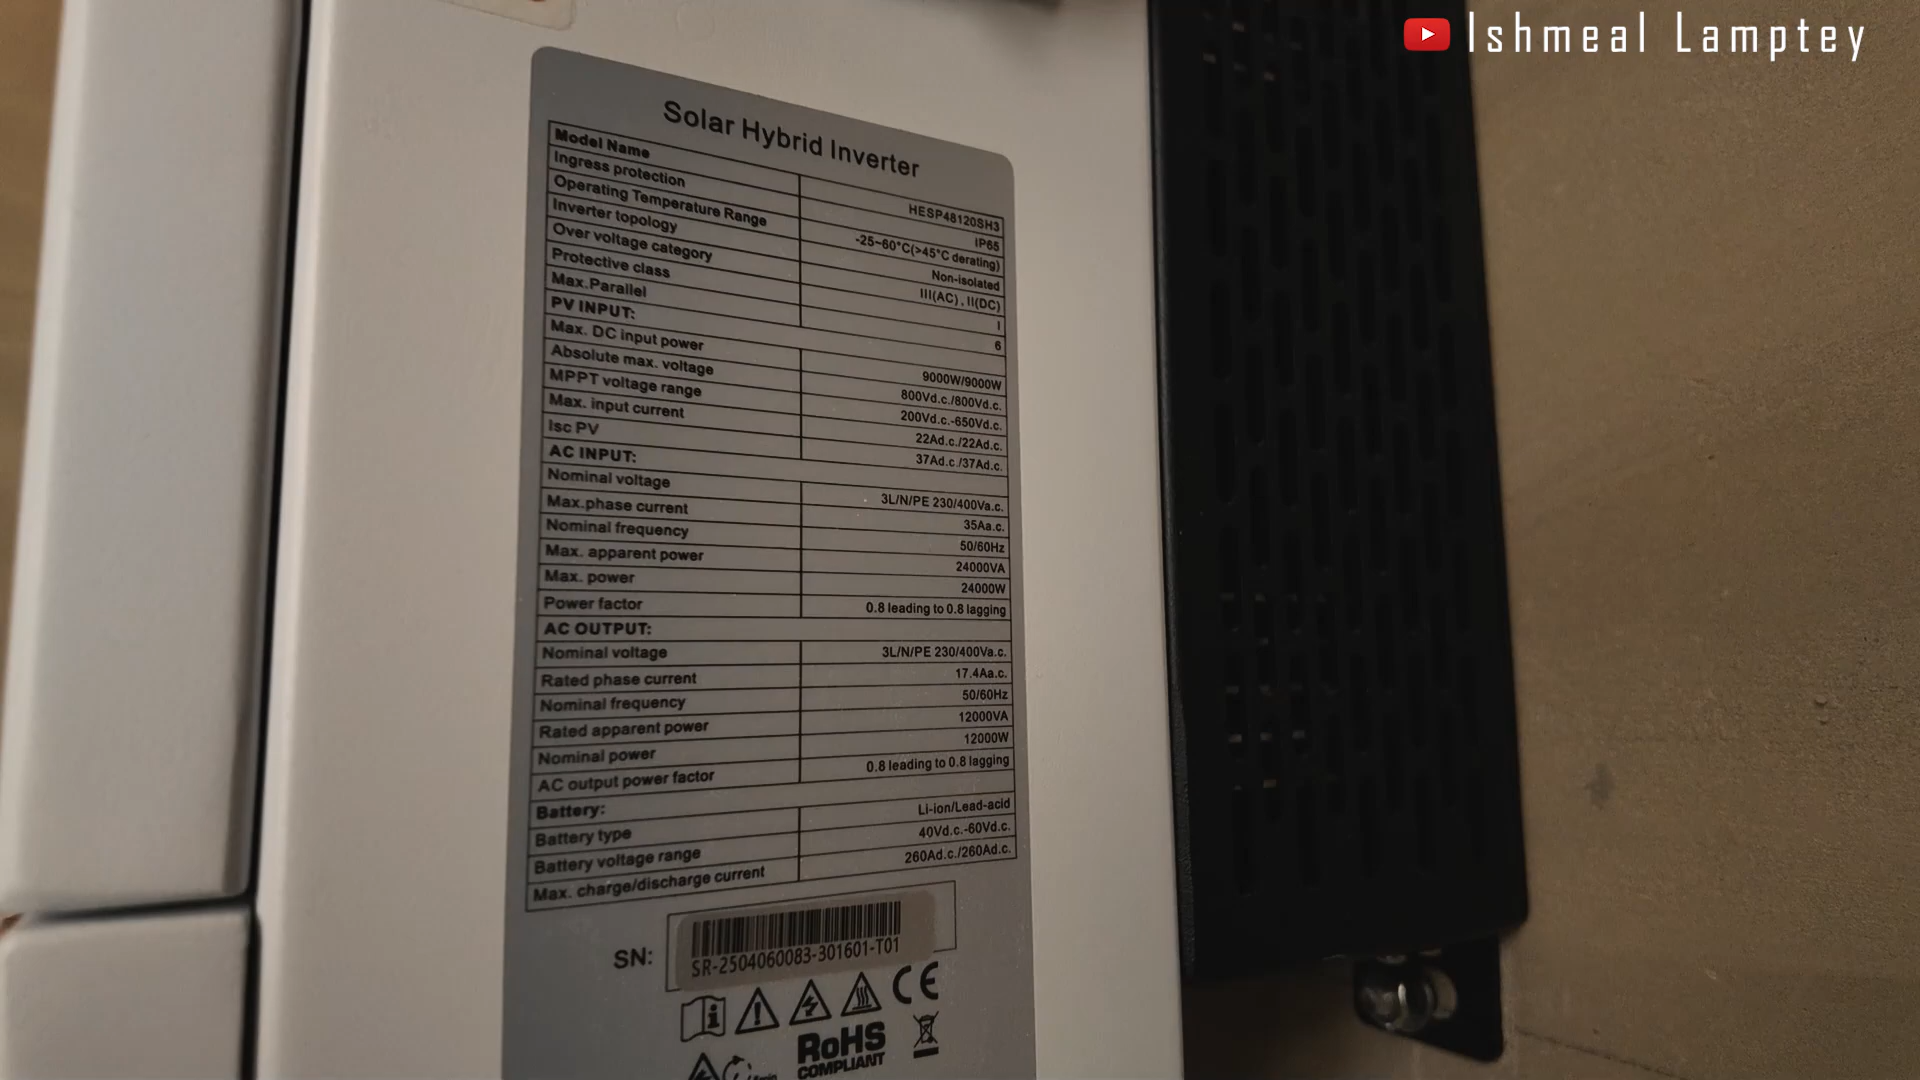 Ishmeal Lamptey
Solar Hybrid Inverter
Model Name HESP48120SH3
Ingress protection IP65
Operating Temperature Range -25~60°C(>45°C derating)
Inverter topology Non-isolated
Over voltage category III(AC) , II(DC)
Protective class I
Max.Parallel 6
PV INPUT:
Max. DC input power 9000W/9000W
Absolute max. voltage 800Vd.c./800Vd.c.
MPPT voltage range 200Vd.c.-650Vd.c.
Max. input current 22Ad.c./22Ad.c.
Isc PV 37Ad.c./37Ad.c.
AC INPUT:
Nominal voltage 3L/N/PE 230/400Va.c.
Max.phase current 35Aa.c.
Nominal frequency 50/60Hz
Max. apparent power 24000VA
Max. power 24000W
Power factor 0.8 leading to 0.8 lagging
AC OUTPUT:
Nominal voltage 3L/N/PE 230/400Va.c.
Rated phase current 17.4Aa.c.
Nominal frequency 50/60Hz
Rated apparent power 12000VA
Nominal power 12000W
AC output power factor 0.8 leading to 0.8 lagging
Battery:
Battery type Li-ion/Lead-acid
Battery voltage range 40Vd.c.-60Vd.c.
Max. charge/discharge current 260Ad.c./260Ad.c.
SN: SR-2504060083-301601-T01
CE
RoHS
COMPLIANT